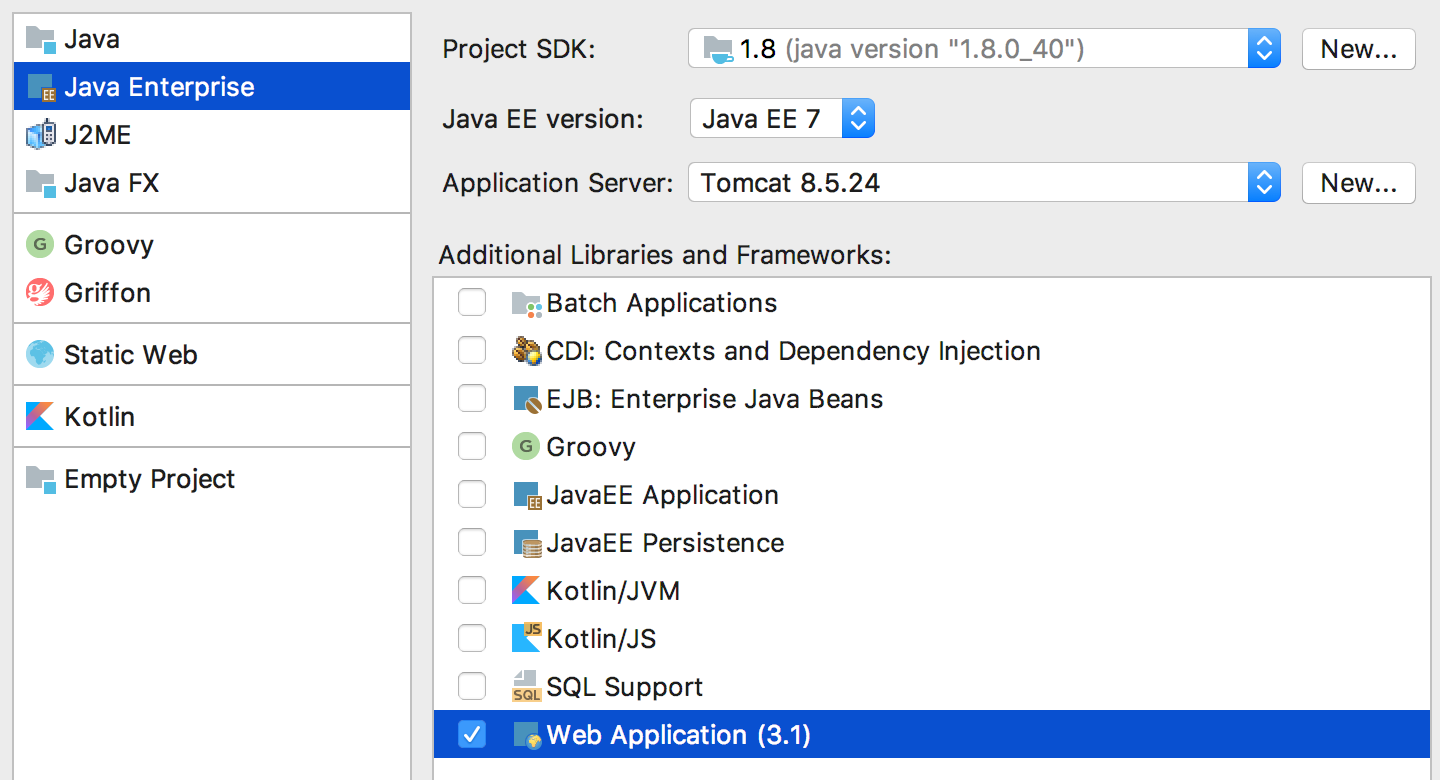 Java
Java Enterprise
J2ME
Java FX
Groovy
Griffon
Static Web
Kotlin
Empty Project
Project SDK: 1.8 (java version "1.8.0_40") New...
Java EE version: Java EE 7
Application Server: Tomcat 8.5.24 New...
Additional Libraries and Frameworks:
Batch Applications
CDI: Contexts and Dependency Injection
EJB: Enterprise Java Beans
Groovy
JavaEE Application
JavaEE Persistence
Kotlin/JVM
Kotlin/JS
SQL Support
Web Application (3.1)